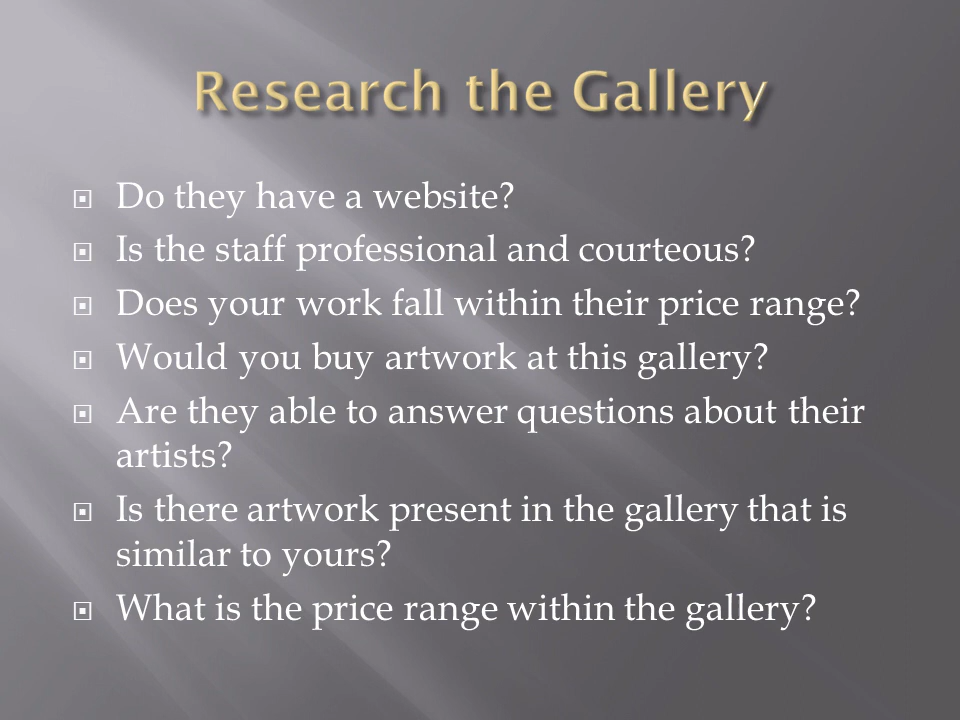 Research the Gallery
Do they have a website?
Is the staff professional and courteous?
Does your work fall within their price range?
Would you buy artwork at this gallery?
Are they able to answer questions about their
artists?
Is there artwork present in the gallery that is
similar to yours?
What is the price range within the gallery?